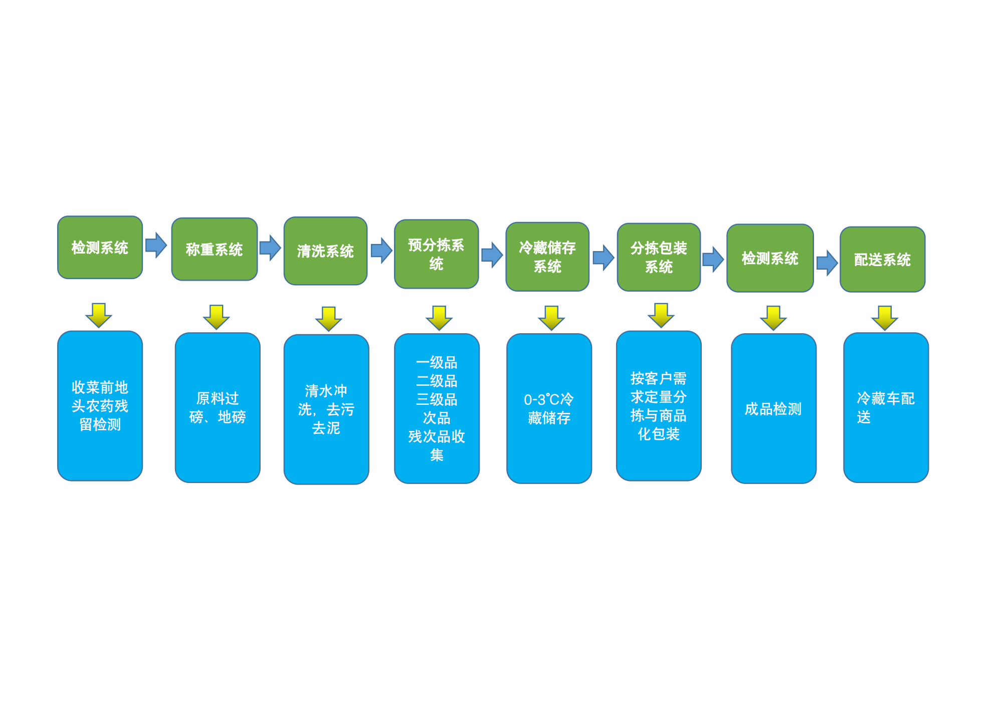 检测系统
称重系统
清洗系统
预分拣系
统
冷藏储存
系统
分拣包装
系统
检测系统
配送系统
收菜前地
头农药残
留检测
原料过
磅、地磅
清水冲
洗，去污
去泥
一级品
二级品
三级品
次品
残次品收
集
0-3℃冷
藏储存
按客户需
求定量分
拣与商品
化包装
成品检测
冷藏车配
送